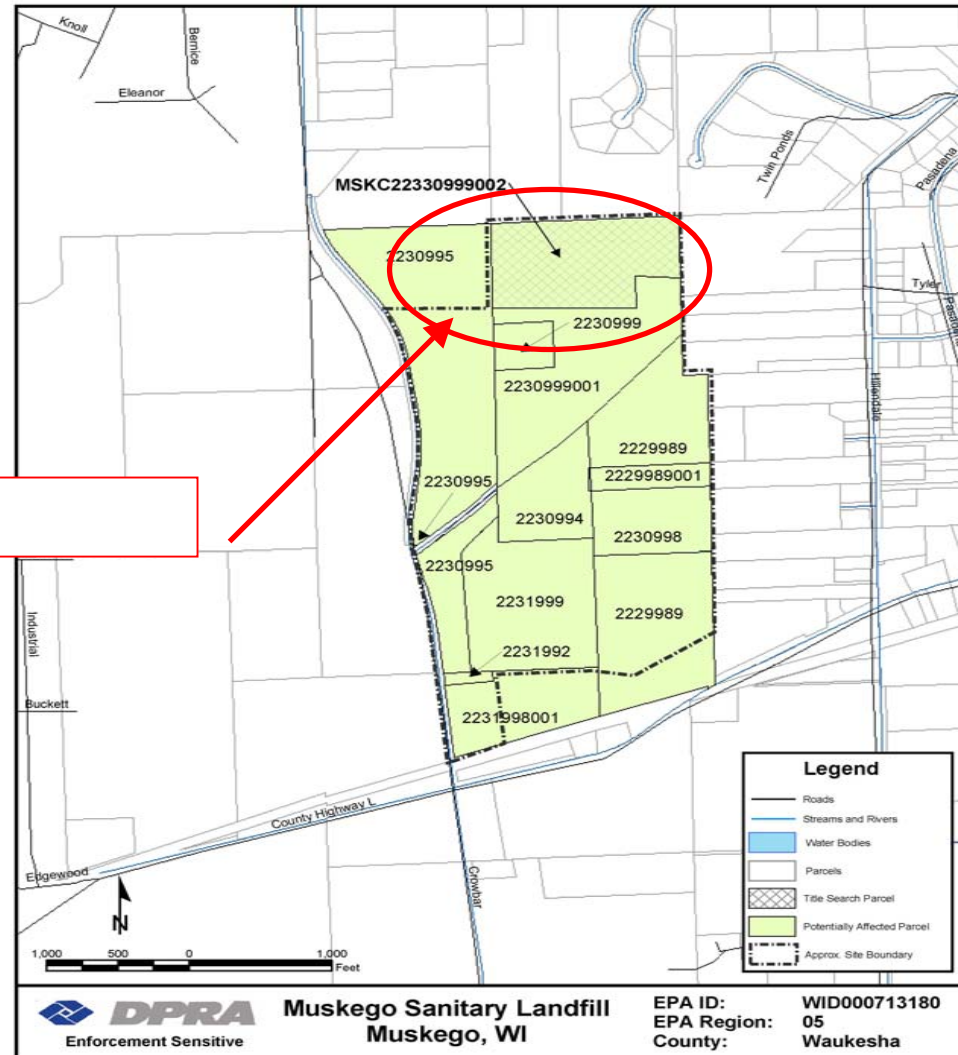 Knoll
Bernice
Eleanor
Twin Ponds
Pasadena
MSKC22330999002
2230995
Tyler
Pasadena
2230999
2230999001
Hillendale
2229989
2230995
2229989001
2230994
2230998
2230995
2231999
2229989
Industrial
2231992
Buckett
2231998001
County Highway L
Edgewood
Crowbar
N
1,000 500 0 1,000
Feet
Legend
Roads
Streams and Rivers
Water Bodies
Parcels
Title Search Parcel
Potentially Affected Parcel
Approx. Site Boundary
DPRA
Enforcement Sensitive
Muskego Sanitary Landfill
Muskego, WI
EPA ID: WID000713180
EPA Region: 05
County: Waukesha